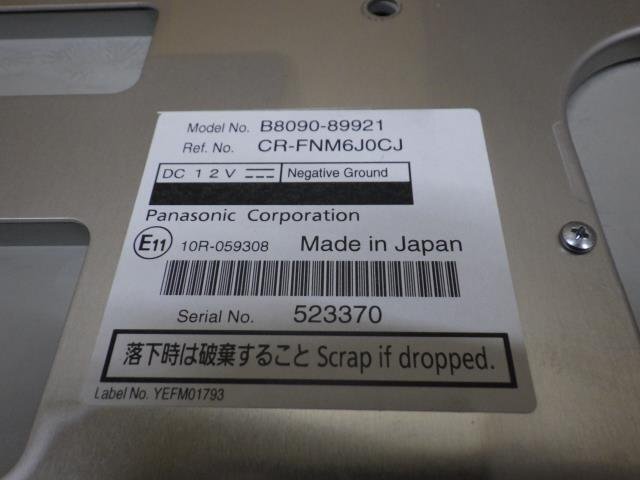 Model No. B8090-89921
Ref. No. CR-FNM6J0CJ
DC 12V Negative Ground
Panasonic Corporation
E11 10R-059308 Made in Japan
Serial No. 523370
落下時は破棄すること Scrap if dropped.
Label No. YEFM01793